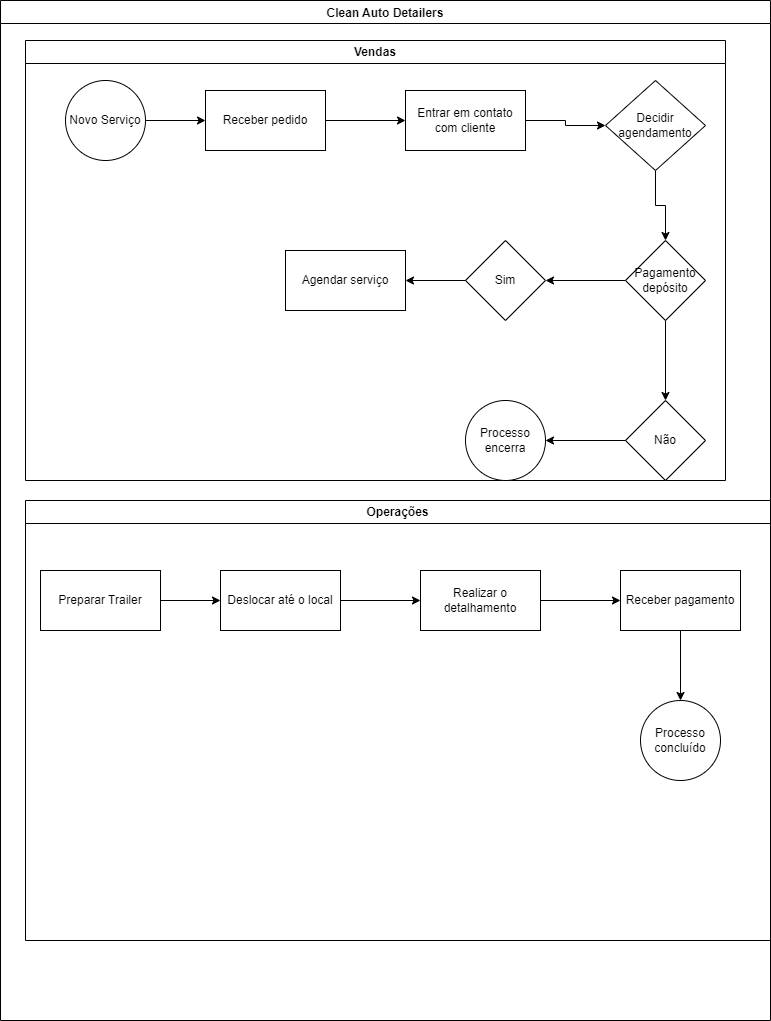 Clean Auto Detailers
Vendas
Novo Serviço
Receber pedido
Entrar em contato
com cliente
Decidir
agendamento
Agendar serviço
Sim
Pagamento
depósito
Processo
encerra
Não
Operações
Preparar Trailer
Deslocar até o local
Realizar o
detalhamento
Receber pagamento
Processo
concluído